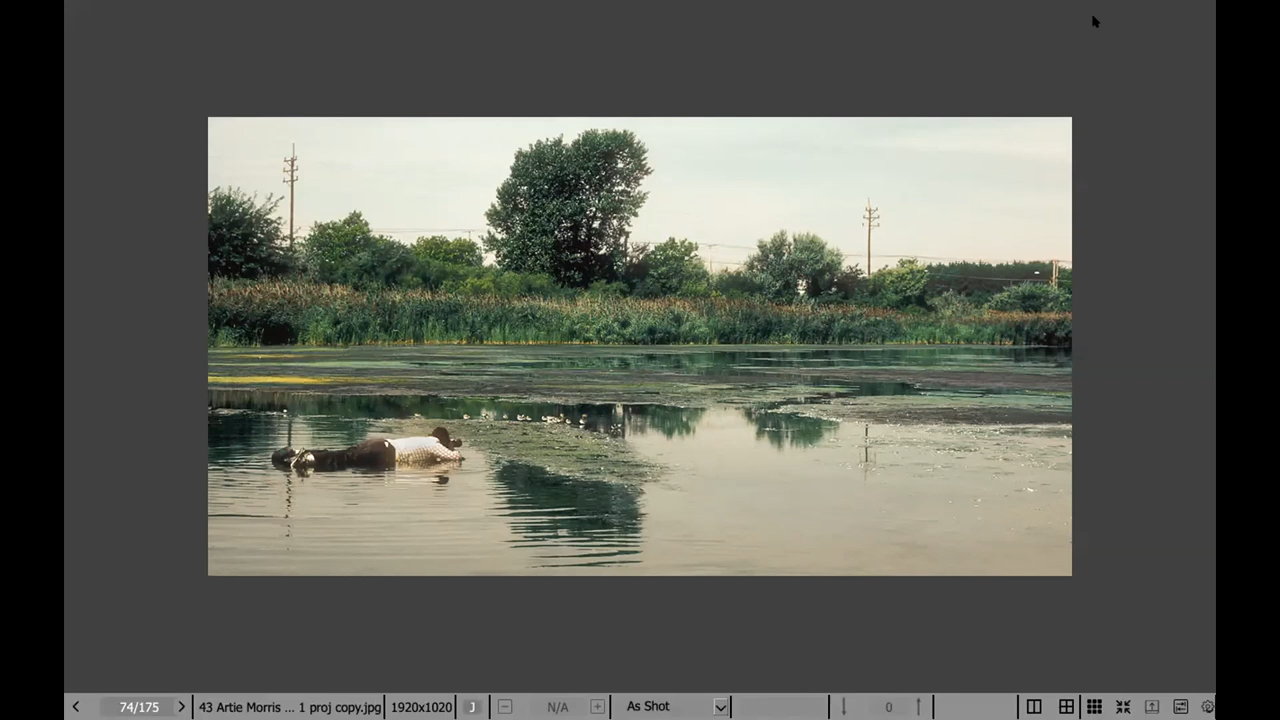 74/175
43 Artie Morris ... 1 proj copy.jpg
1920x1020
J
N/A
As Shot
0